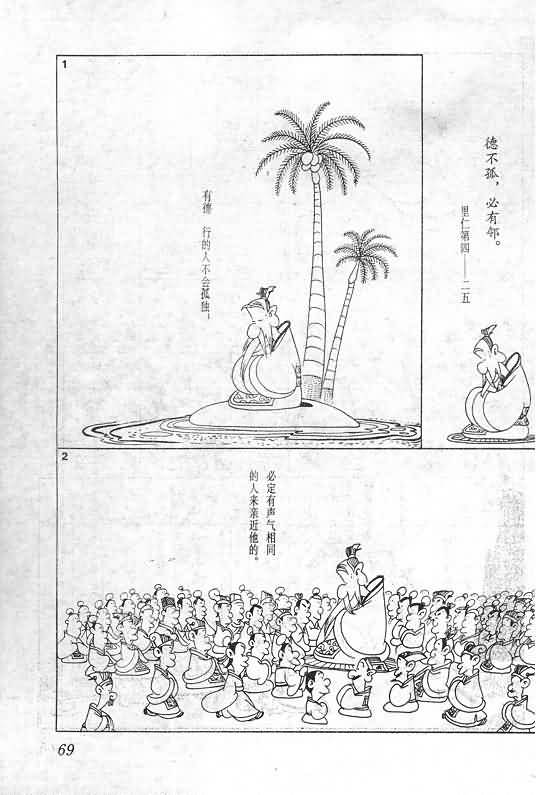 德不孤，必有邻。
里仁第四——二五
1
有德 行的人不会孤独，
2
必定有声气相同
的人来亲近他的。
69